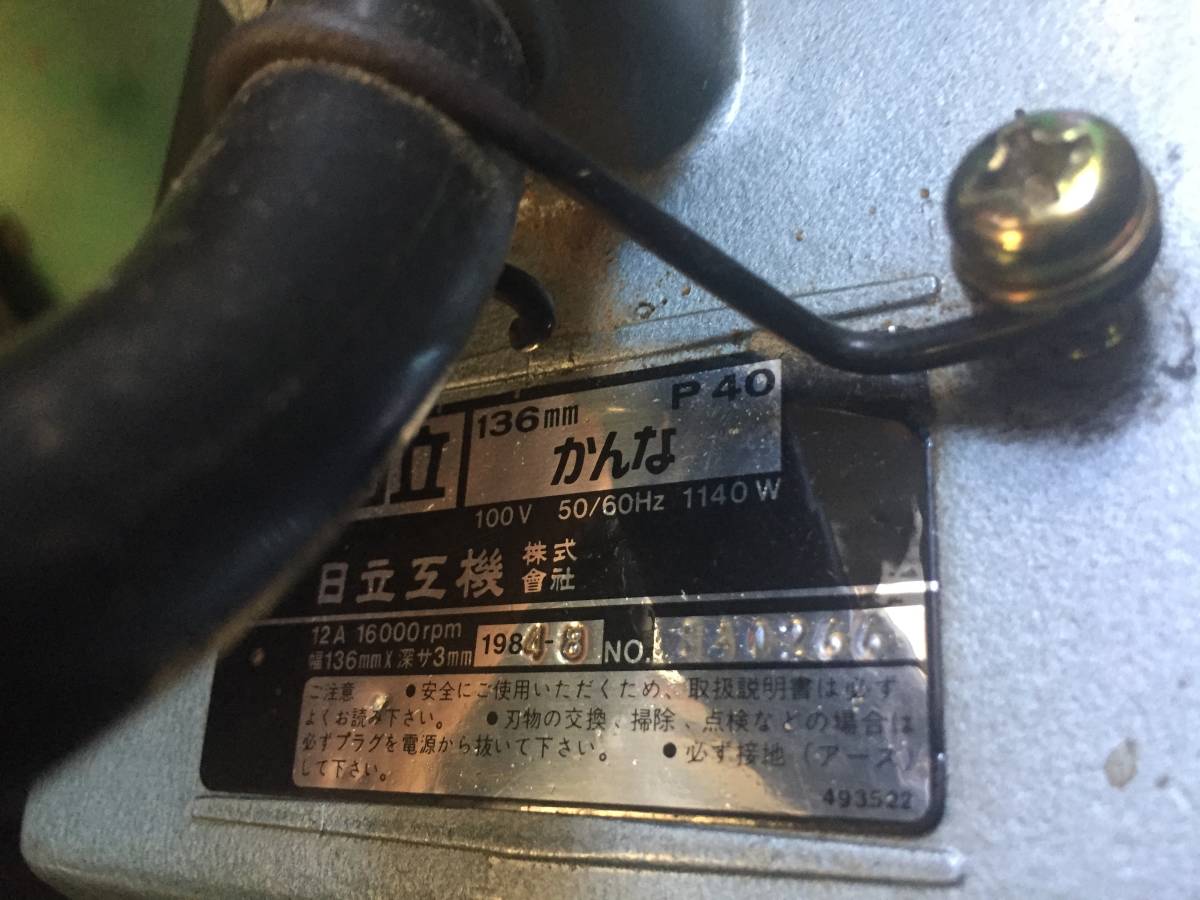 立
136mm P40
かんな
100V 50/60Hz 1140W
日立工機 株式會社
12A 16000rpm
幅136mm X 深サ3mm 1984-8 NO.
ご注意 ●安全にご使用いただくため、取扱説明書は必ず
よくお読み下さい。 ●刃物の交換、掃除、点検などの場合は
必ずプラグを電源から抜いて下さい。 ●必ず接地(アース)
して下さい。
493522